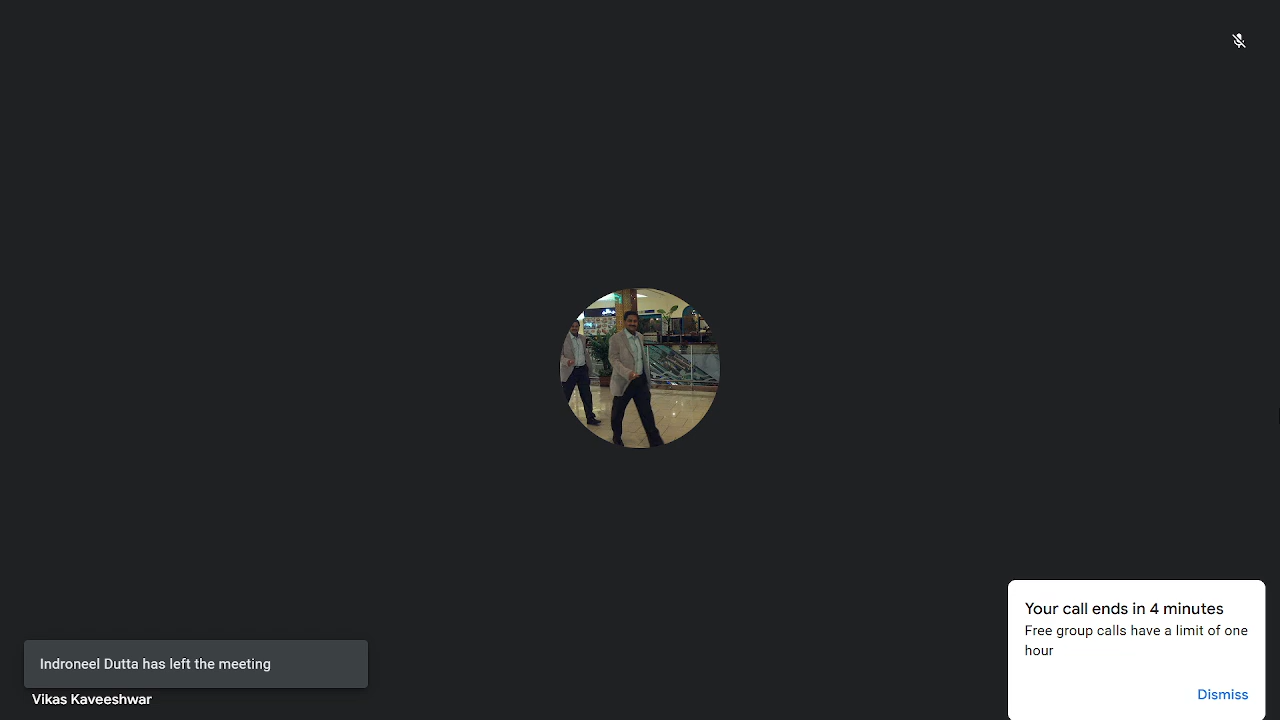 Your call ends in 4 minutes
Free group calls have a limit of one
hour
Dismiss
Indroneel Dutta has left the meeting
Vikas Kaveeshwar